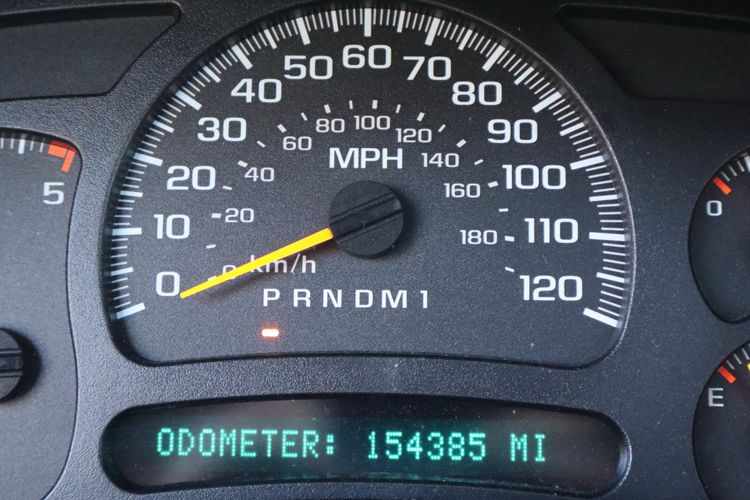 60
50 70
40 80
30 80 100 120 90
60 MPH 140
20 40 160 100
5
10 20 180 110
0
0 0 km/h 120
P R N D M 1
E
ODOMETER: 154385 MI